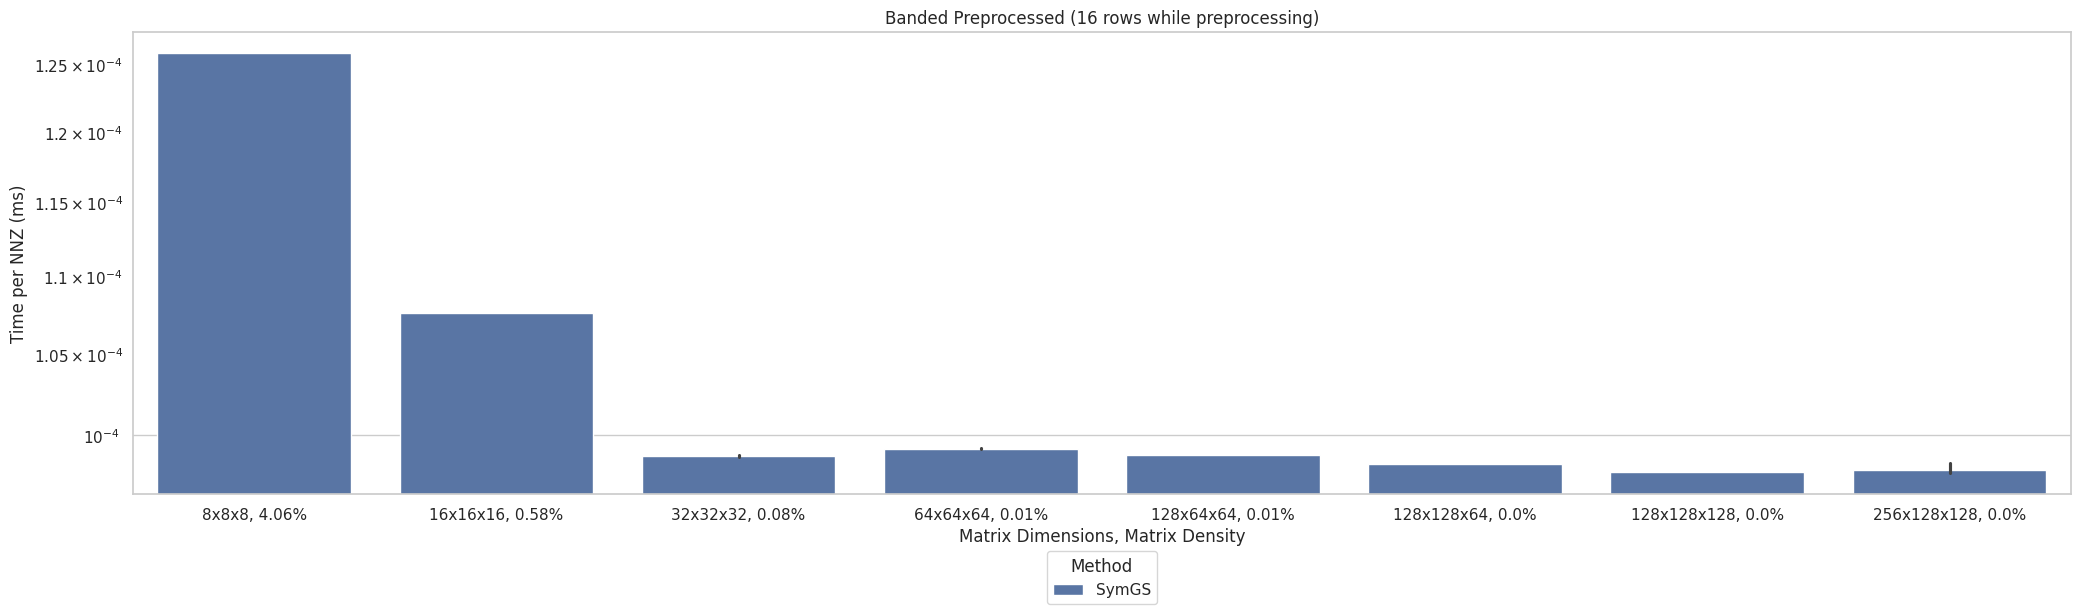 Banded Preprocessed (16 rows while preprocessing)
Time per NNZ (ms)
1.25 × 10⁻⁴
1.2 × 10⁻⁴
1.15 × 10⁻⁴
1.1 × 10⁻⁴
1.05 × 10⁻⁴
10⁻⁴
8x8x8, 4.06% 16x16x16, 0.58% 32x32x32, 0.08% 64x64x64, 0.01% 128x64x64, 0.01% 128x128x64, 0.0% 128x128x128, 0.0% 256x128x128, 0.0%
Matrix Dimensions, Matrix Density
Method
SymGS